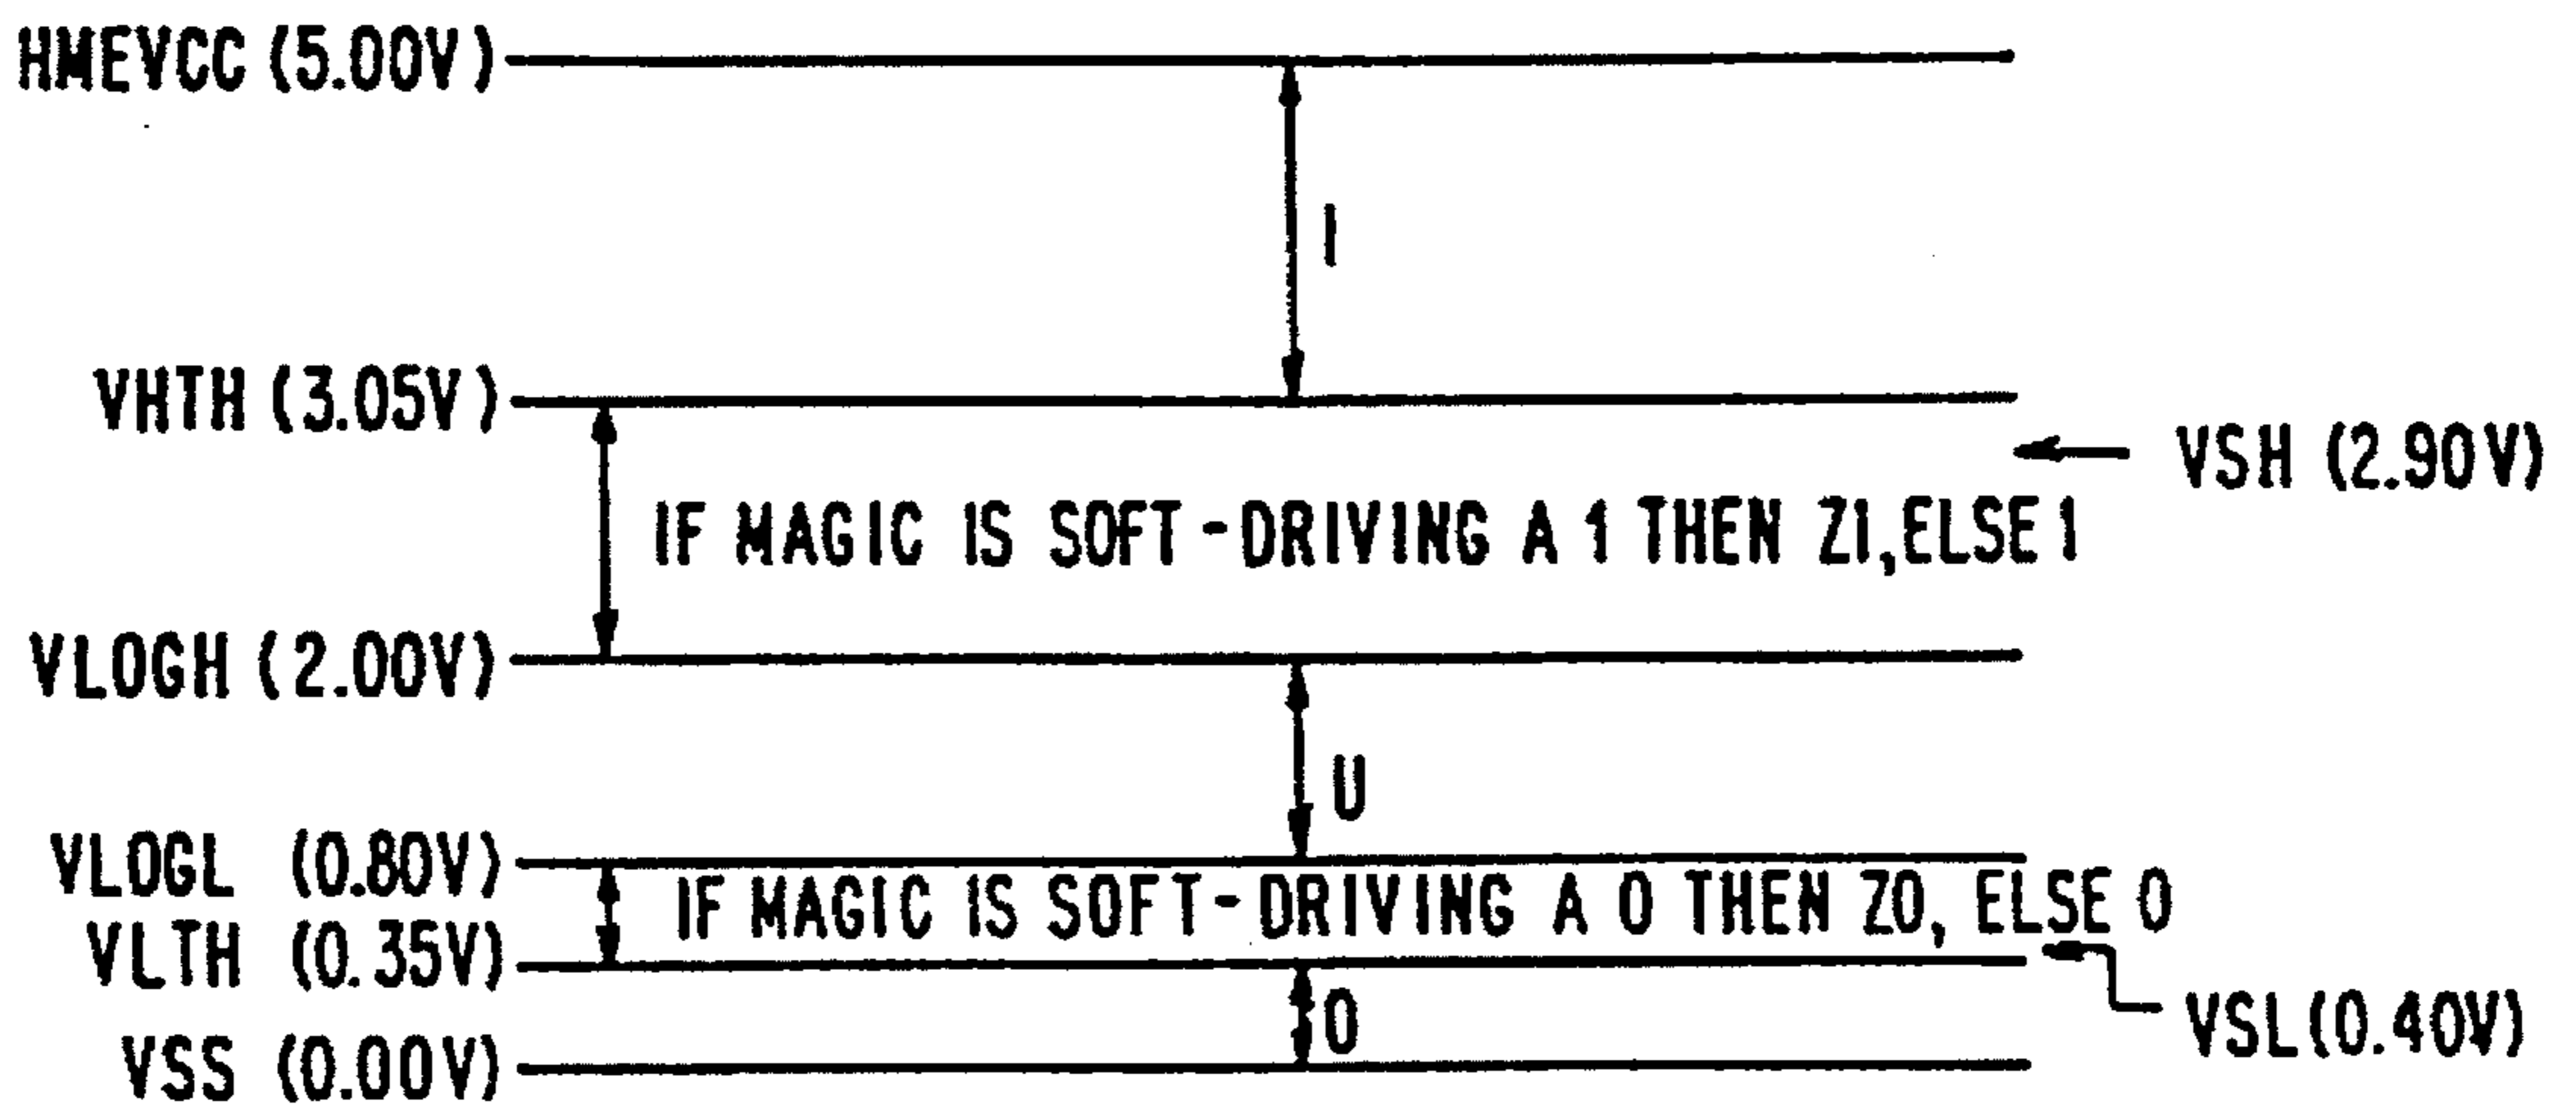 HMEVCC (5.00V)
1
VHTH (3.05V)
VSH (2.90V)
IF MAGIC IS SOFT-DRIVING A 1 THEN Z1, ELSE 1
VLOGH (2.00V)
U
VLOGL (0.80V)
IF MAGIC IS SOFT-DRIVING A 0 THEN Z0, ELSE 0
VLTH (0.35V)
0
VSL (0.40V)
VSS (0.00V)